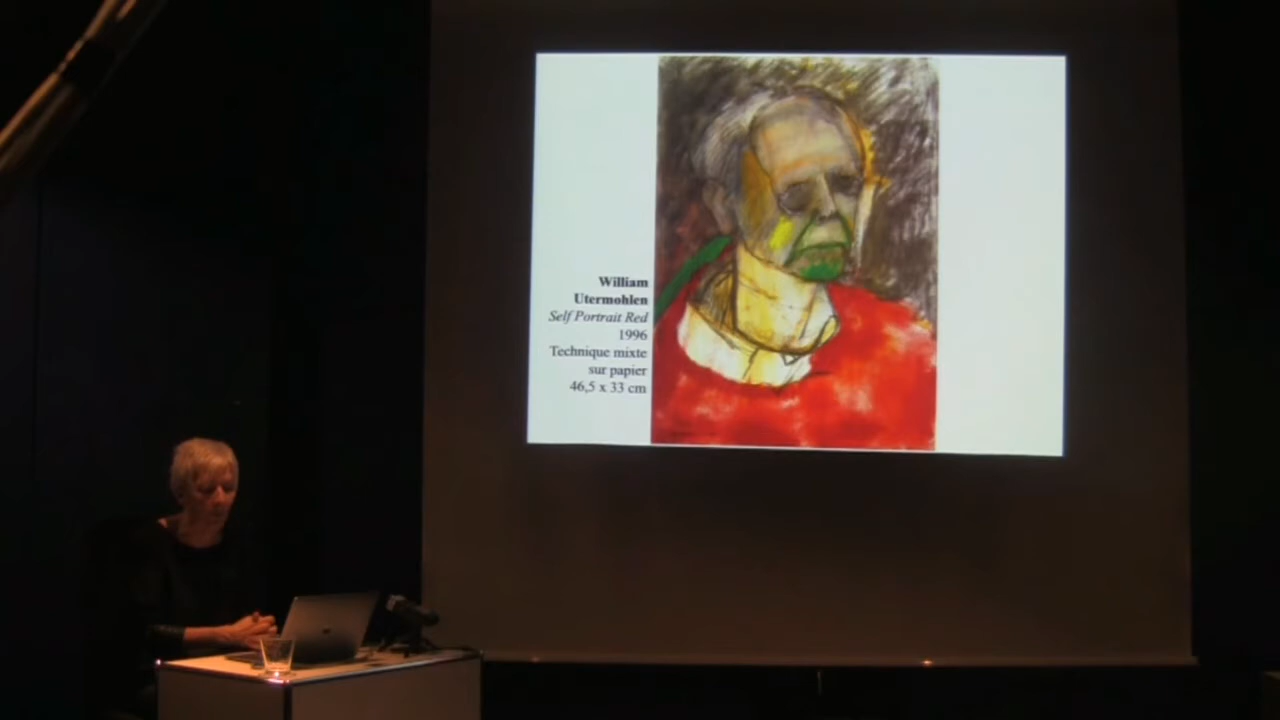 William
Utermohlen
Self Portrait Red
1996
Technique mixte
sur papier
46,5 x 33 cm